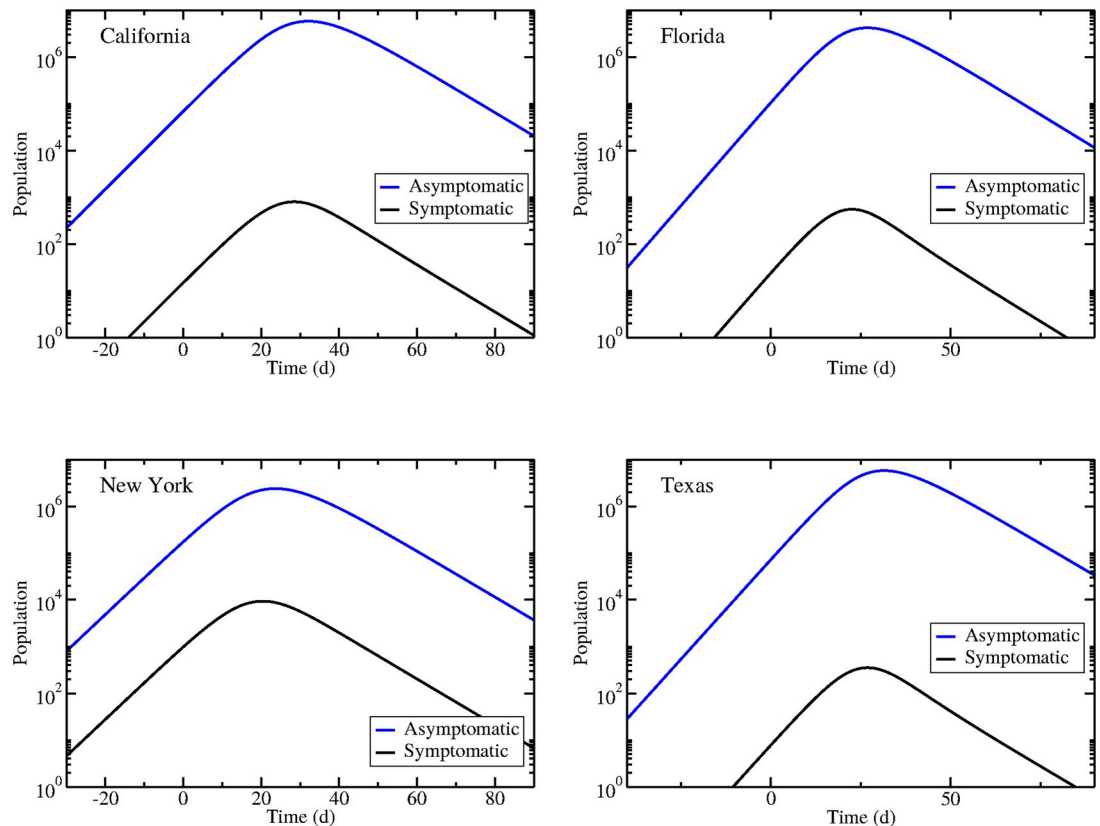 California
Florida
10^6
10^4
10^2
10^0
Population
Asymptomatic
Symptomatic
-20 0 20 40 60 80
Time (d)
10^6
10^4
10^2
10^0
Population
Asymptomatic
Symptomatic
0 50
Time (d)
New York
Texas
10^6
10^4
10^2
10^0
Population
Asymptomatic
Symptomatic
-20 0 20 40 60 80
Time (d)
10^6
10^4
10^2
10^0
Population
Asymptomatic
Symptomatic
0 50
Time (d)